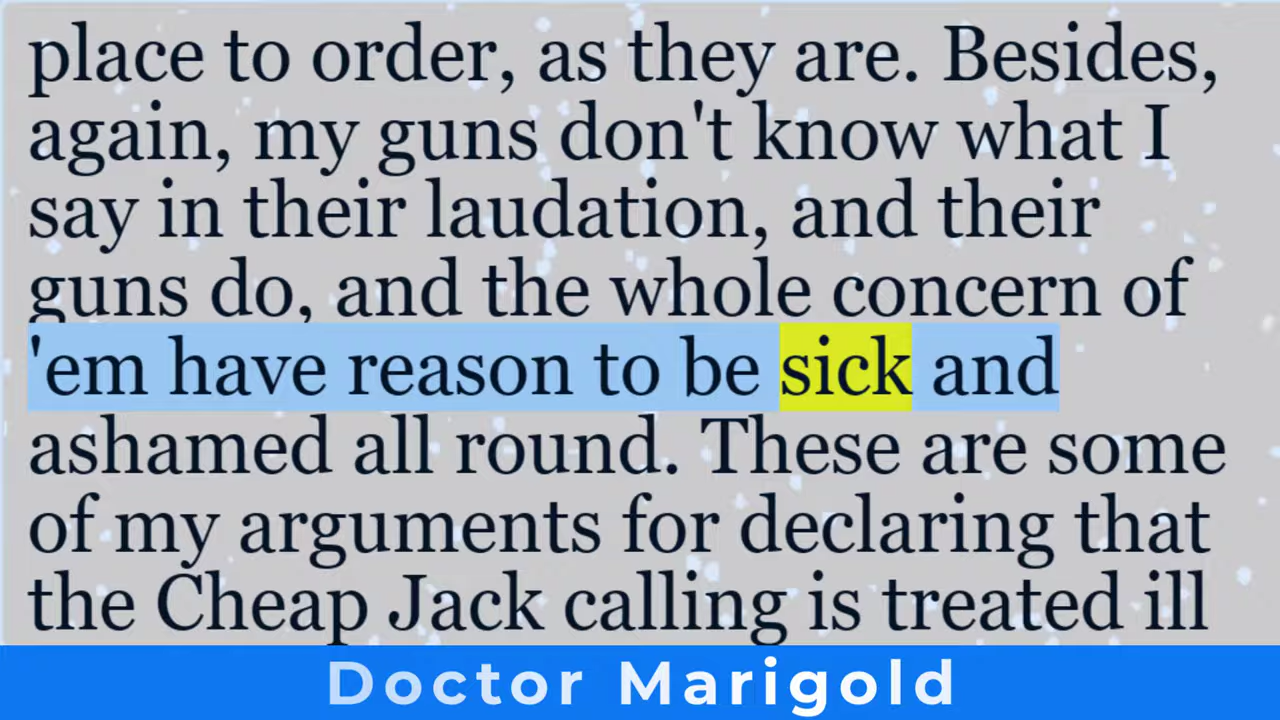 place to order, as they are. Besides,
again, my guns don't know what I
say in their laudation, and their
guns do, and the whole concern of
'em have reason to be sick and
ashamed all round. These are some
of my arguments for declaring that
the Cheap Jack calling is treated ill
Doctor Marigold